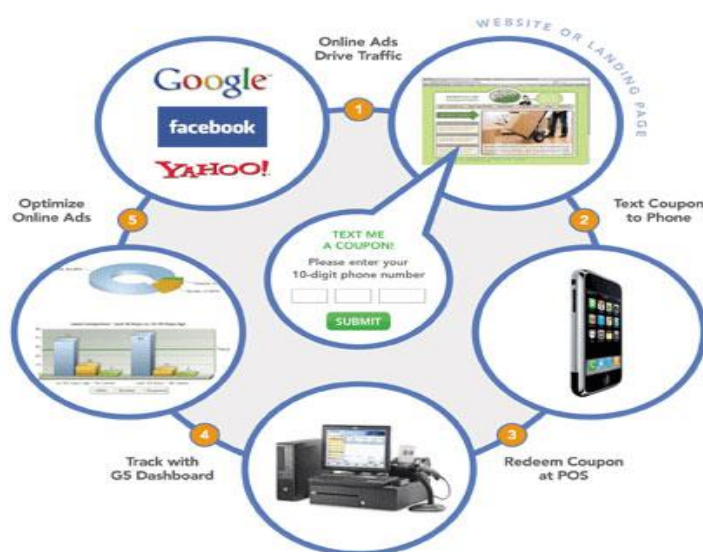 Online Ads
Drive Traffic
WEBSITE OR LANDING PAGE
Google
facebook
YAHOO!
1
Optimize
Online Ads
5
2
Text Coupon
to Phone
TEXT ME
A COUPON!
Please enter your
10-digit phone number
SUBMIT
4
3
Track with
G5 Dashboard
Redeem Coupon
at POS